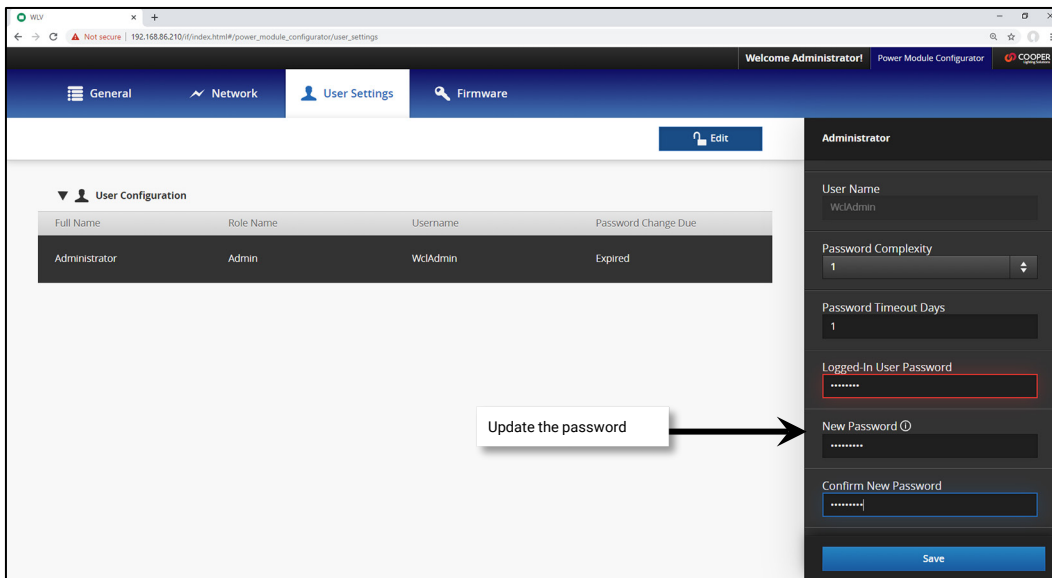 WLV
Not secure | 192.168.86.210/if/index.html#/power_module_configurator/user_settings
Welcome Administrator! Power Module Configurator COOPER
Lighting Solutions
General Network User Settings Firmware
Edit
Administrator
User Configuration
Full Name Role Name Username Password Change Due
Administrator Admin WclAdmin Expired
User Name
WclAdmin
Password Complexity
1
Password Timeout Days
1
Logged-In User Password
••••••••
Update the password
New Password
•••••••••
Confirm New Password
•••••••••
Save